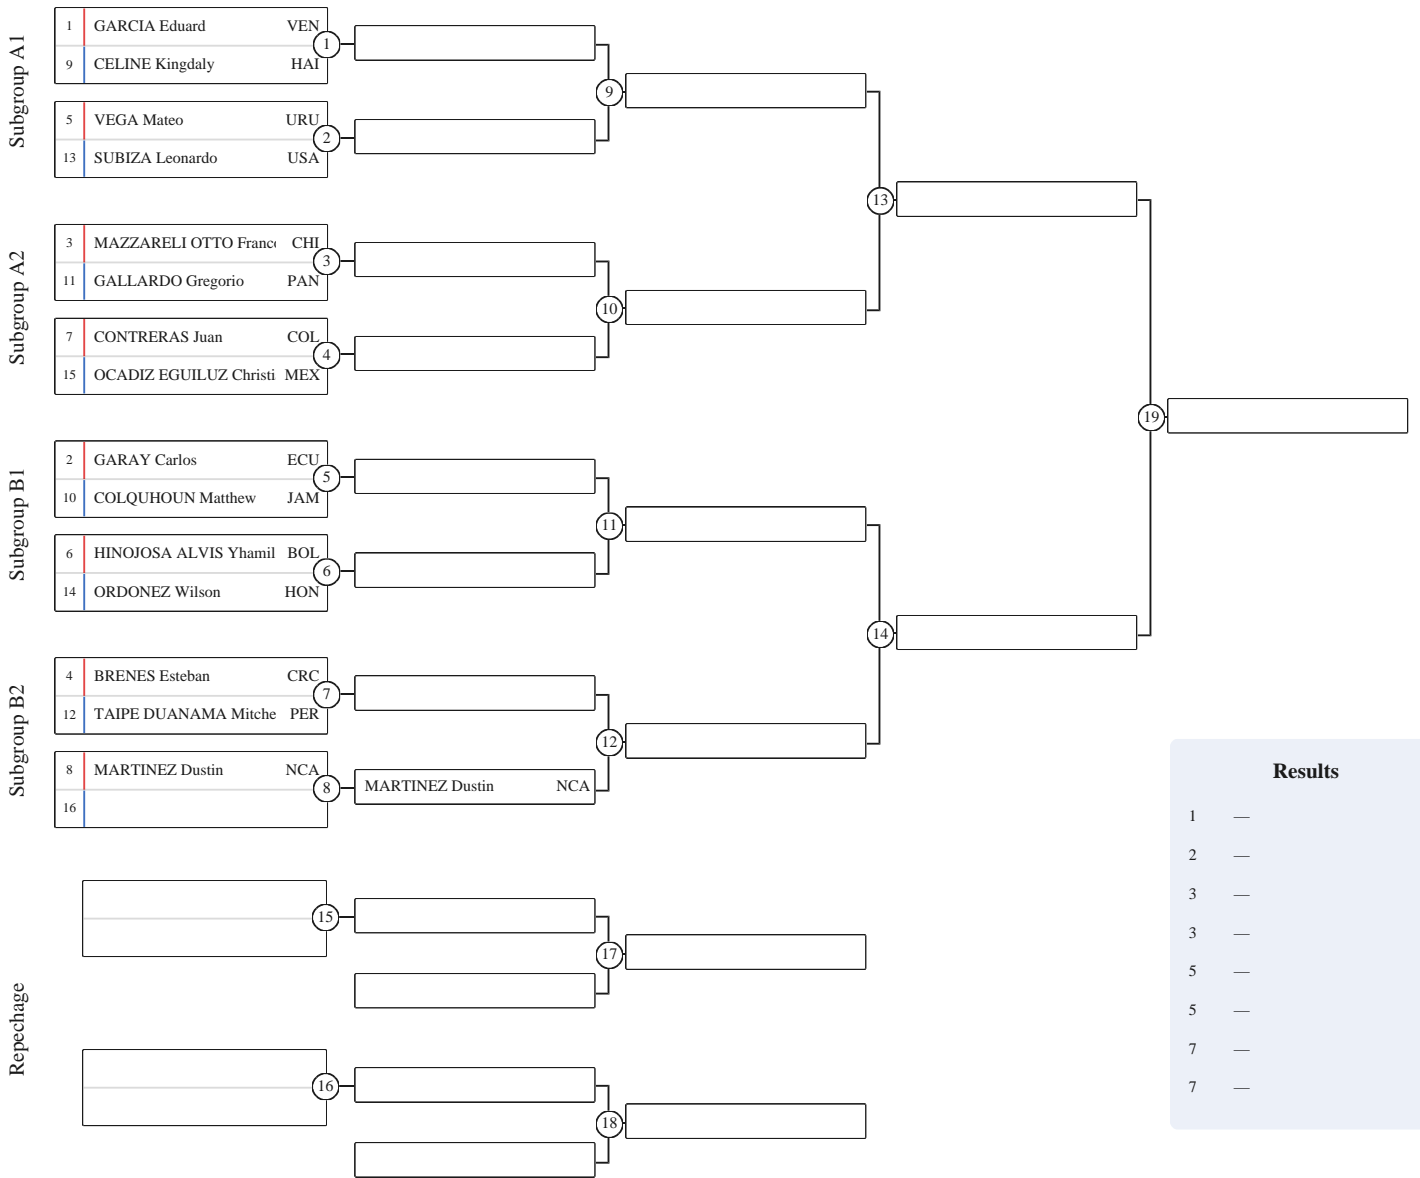 Subgroup A1
1 GARCIA Eduard VEN
9 CELINE Kingdaly HAI
1
5 VEGA Mateo URU
13 SUBIZA Leonardo USA
2
9
Subgroup A2
3 MAZZARELI OTTO Franc CHI
11 GALLARDO Gregorio PAN
3
7 CONTRERAS Juan COL
15 OCADIZ EGUILUZ Christi MEX
4
10
13
Subgroup B1
2 GARAY Carlos ECU
10 COLQUHOUN Matthew JAM
5
6 HINOJOSA ALVIS Yhamil BOL
14 ORDONEZ Wilson HON
6
11
Subgroup B2
4 BRENES Esteban CRC
12 TAIPE DUANAMA Mitche PER
7
8 MARTINEZ Dustin NCA
16
8
MARTINEZ Dustin NCA
12
14
19
Repechage
15
17
16
18
Results
1 —
2 —
3 —
3 —
5 —
5 —
7 —
7 —